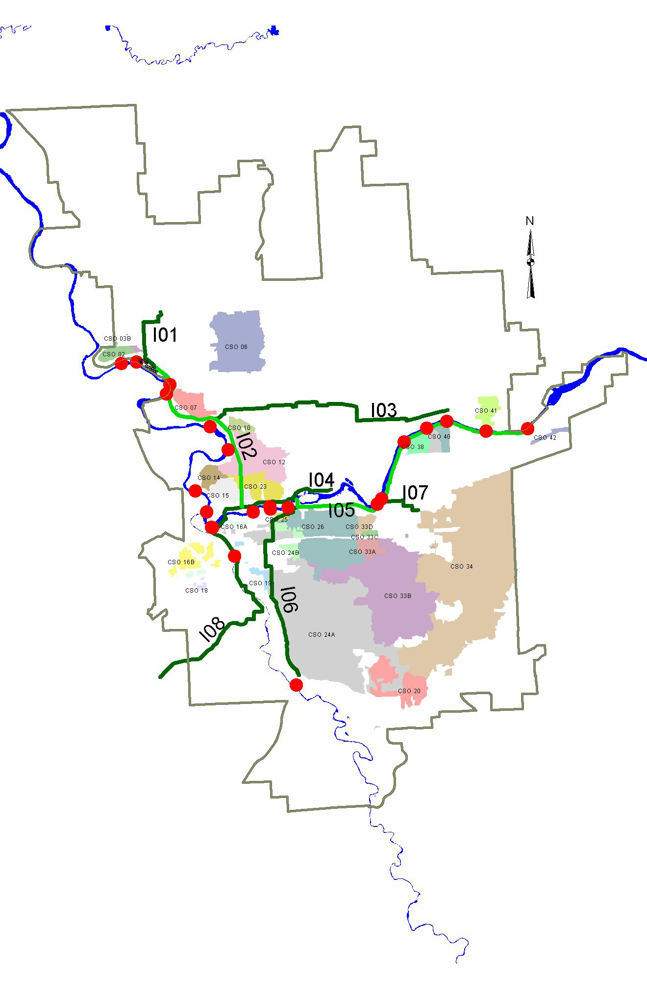 N
I01
CSO 03B
CSO 06
CSO 02
CSO 07
I03
CSO 41
CSO 10
CSO 40
CSO 42
I02
CSO 38
CSO 12
CSO 14
I04
CSO 23
I07
CSO 15
I05
CSO 25
CSO 16A
CSO 26
CSO 33D
CSO 33C
CSO 24B
CSO 33A
CSO 16B
CSO 34
CSO 19
CSO 18
I06
CSO 33B
I08
CSO 24A
CSO 20